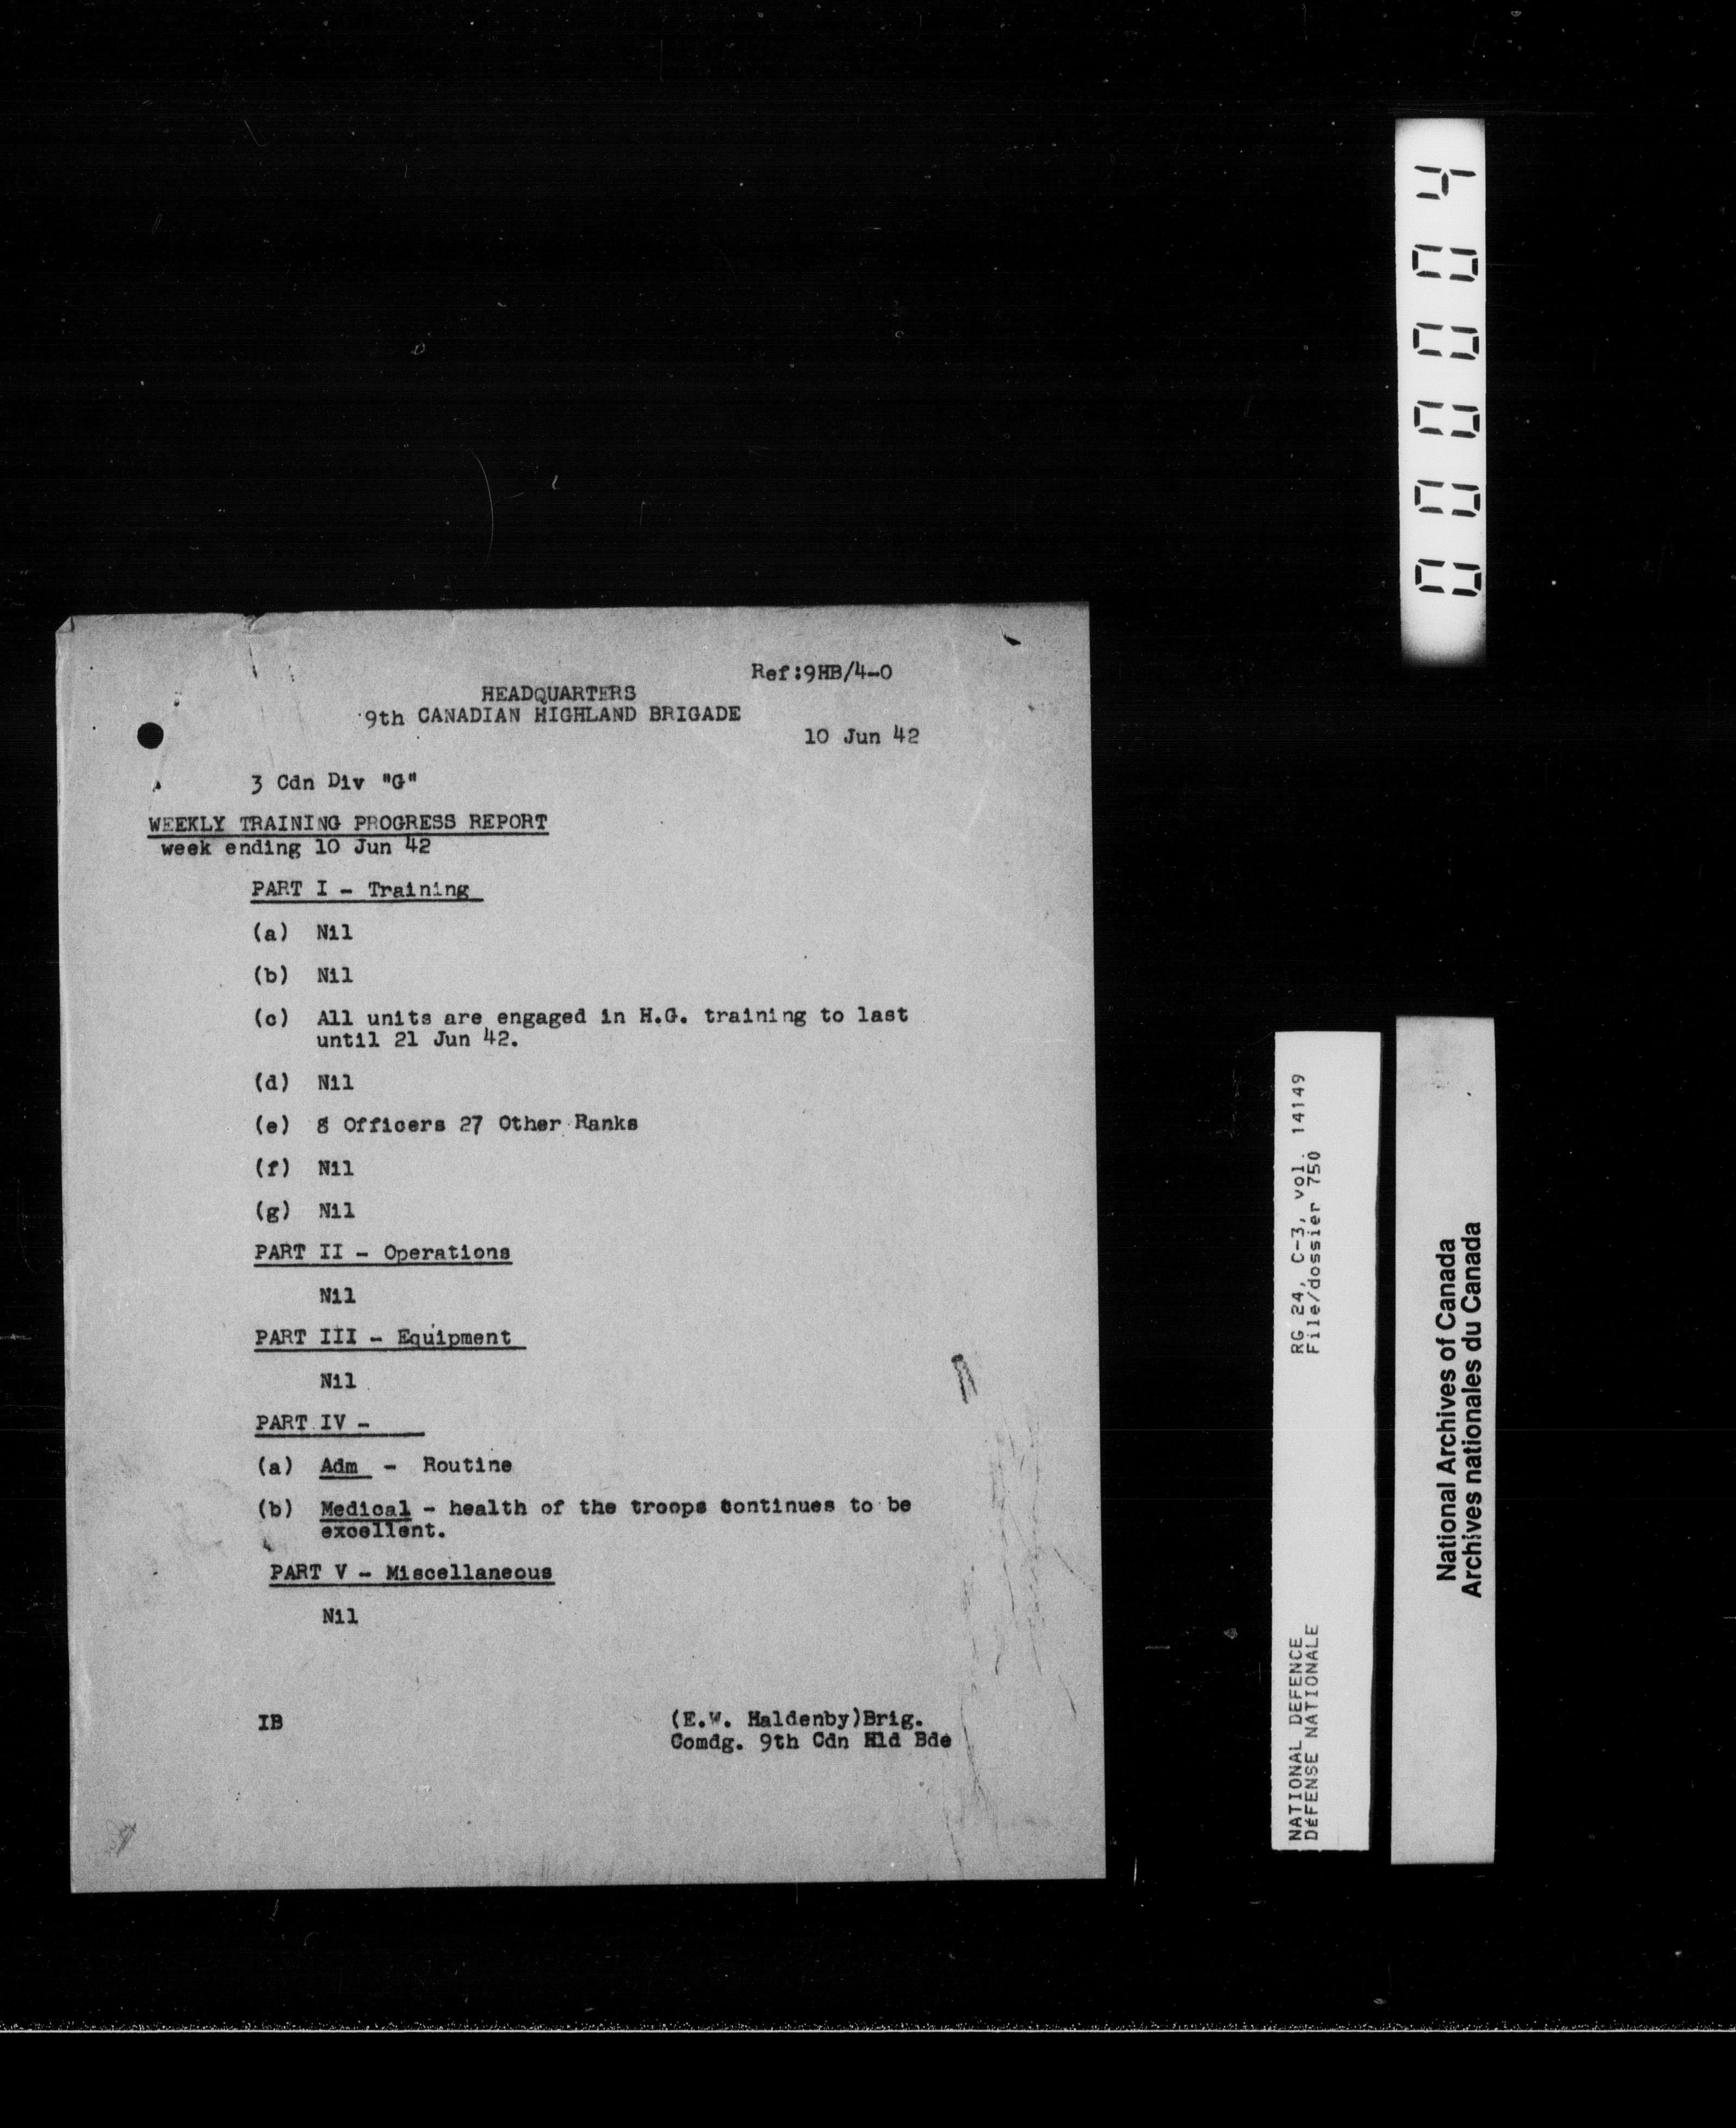 Ref:9HB/4-0
HEADQUARTERS
9th CANADIAN HIGHLAND BRIGADE
10 Jun 42
3 Cdn Div "G"
WEEKLY TRAINING PROGRESS REPORT
week ending 10 Jun 42
PART I - Training
(a) Nil
(b) Nil
(c) All units are engaged in H.G. training to last
until 21 Jun 42.
(d) Nil
(e) 8 Officers 27 Other Ranks
(f) Nil
(g) Nil
PART II - Operations
Nil
PART III - Equipment
Nil
PART IV -
(a) Adm - Routine
(b) Medical - health of the troops continues to be
excellent.
PART V - Miscellaneous
Nil
IB
(E.W. Haldenby)Brig.
Comdg. 9th Cdn Hld Bde
000004
NATIONAL DEFENCE RG 24, C-3, vol. 14149
DéFENSE NATIONALE File/dossier 750
National Archives of Canada
Archives nationales du Canada